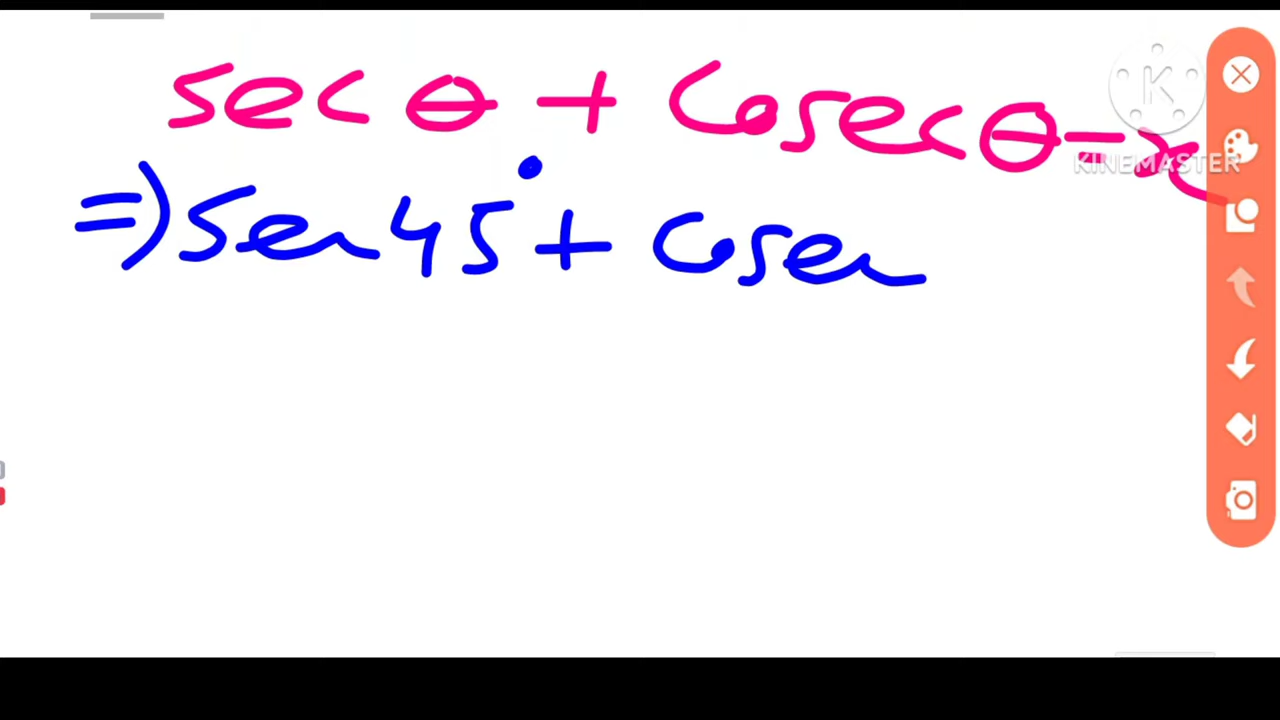 sec θ + cosec θ = x
⇒ sec 45° + cosec
K
KINEMASTER